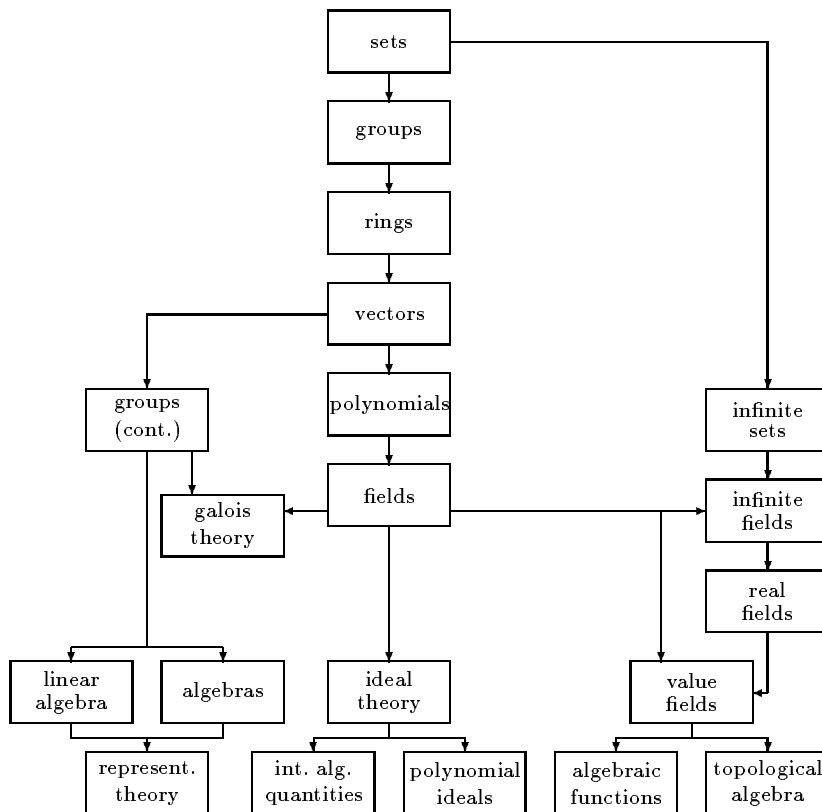 sets
groups
rings
vectors
polynomials
groups
(cont.)
infinite
sets
fields
galois
theory
infinite
fields
real
fields
linear
algebra
algebras
ideal
theory
value
fields
represent.
theory
int. alg.
quantities
polynomial
ideals
algebraic
functions
topological
algebra